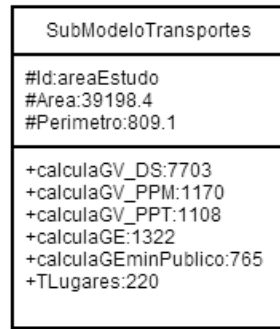 SubModeloTransportes
#Id:areaEstudo
#Area:39198.4
#Perimetro:809.1
+calculaGV_DS:7703
+calculaGV_PPM:1170
+calculaGV_PPT:1108
+calculaGE:1322
+calculaGEminPublico:765
+TLugares:220